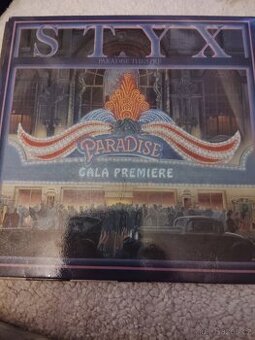 STYX
PARADISE THEATRE
PARADISE
GALA PREMIERE